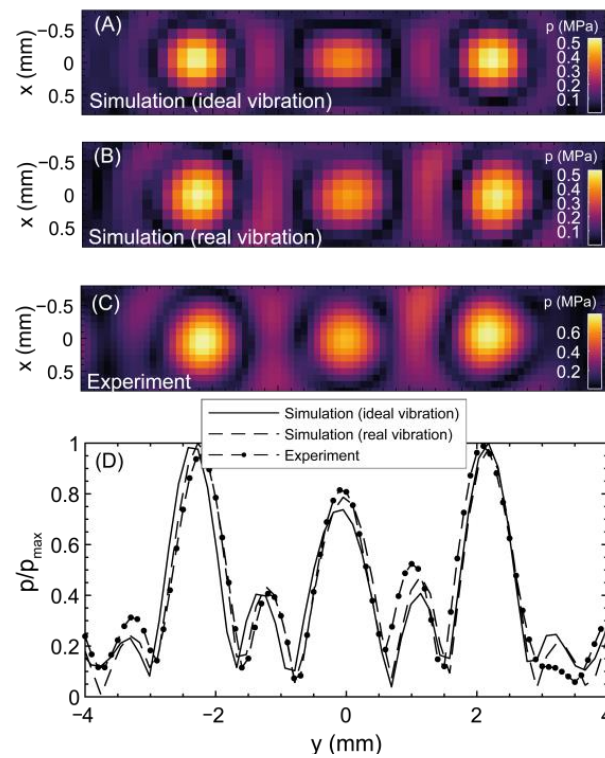 (A)
p (MPa)
-0.5
0
0.5
x (mm)
0.5
0.4
0.3
0.2
0.1
Simulation (ideal vibration)
(B)
p (MPa)
-0.5
0
0.5
x (mm)
0.5
0.4
0.3
0.2
0.1
Simulation (real vibration)
(C)
p (MPa)
-0.5
0
0.5
x (mm)
0.6
0.4
0.2
Experiment
Simulation (ideal vibration)
Simulation (real vibration)
Experiment
(D)
1
0.8
0.6
0.4
0.2
0
p/pmax
−4 −2 0 2 4
y (mm)